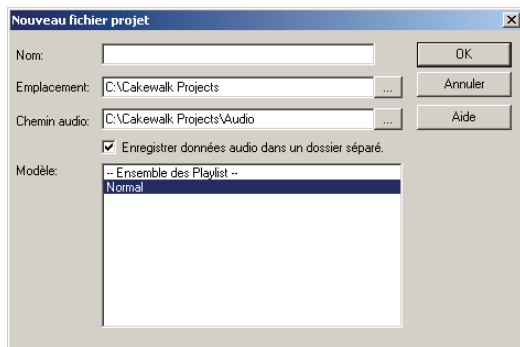 Nouveau fichier projet
Nom:
OK
Emplacement: C:\Cakewalk Projects ...
Annuler
Chemin audio: C:\Cakewalk Projects\Audio ...
Aide
Enregistrer données audio dans un dossier séparé.
Modèle:
-- Ensemble des Playlist --
Normal